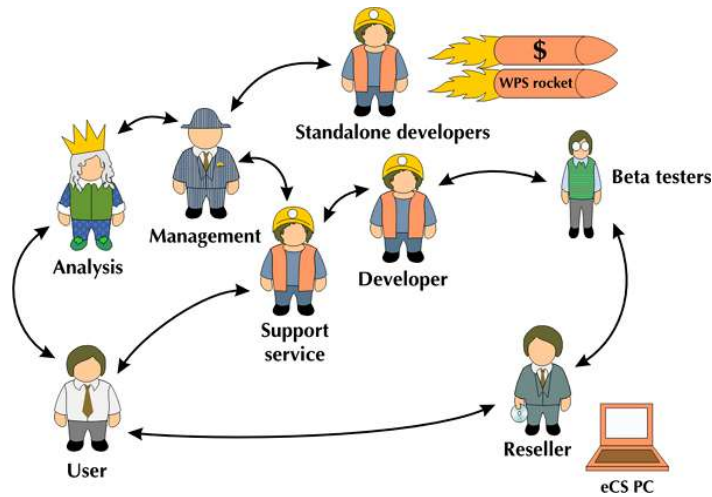 $
WPS rocket
Standalone developers
Beta testers
Management
Analysis
Developer
Support
service
Reseller
User
eCS PC